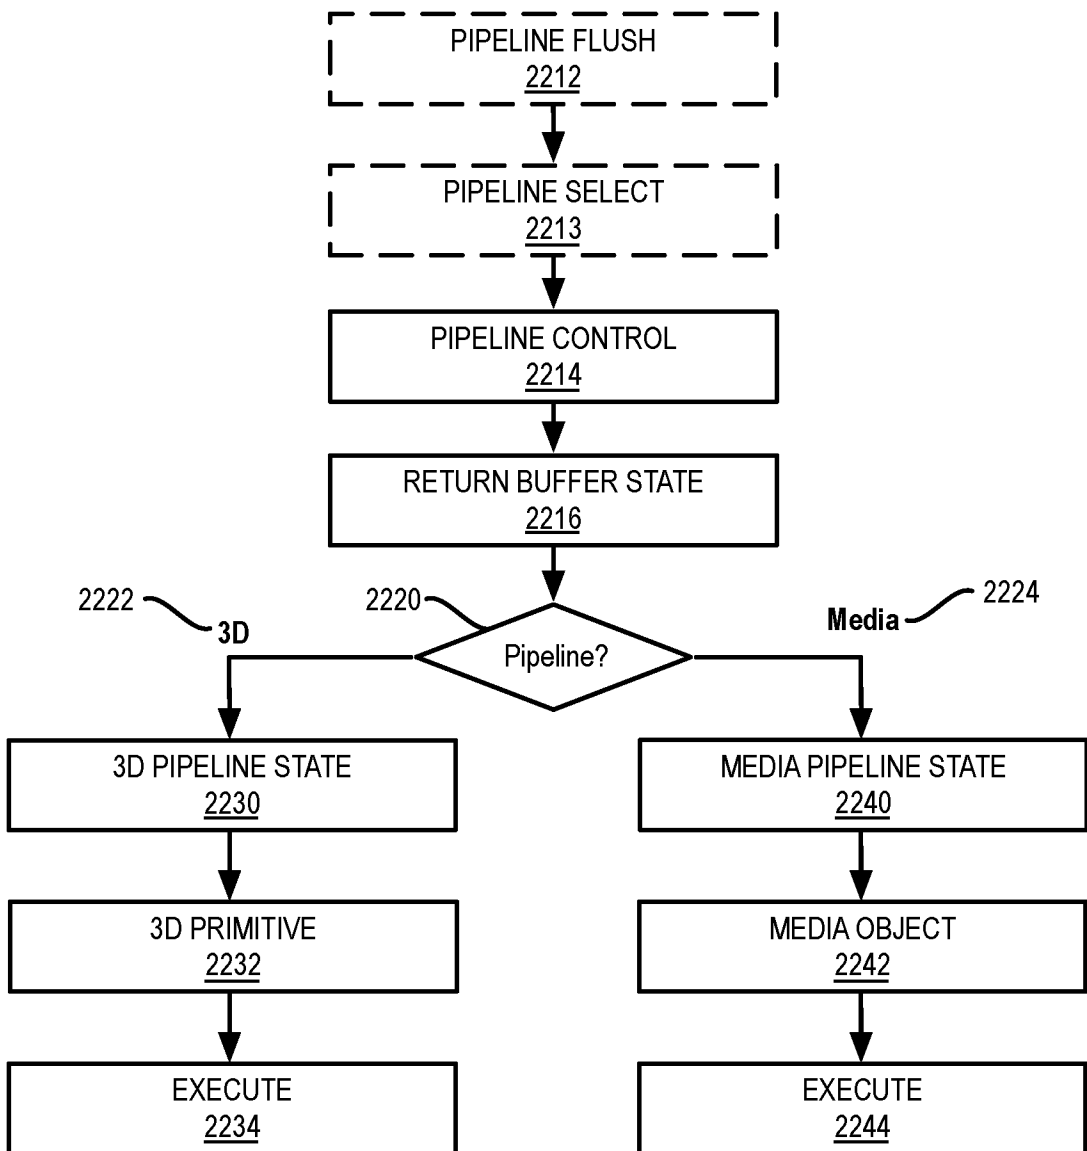 PIPELINE FLUSH
2212
PIPELINE SELECT
2213
PIPELINE CONTROL
2214
RETURN BUFFER STATE
2216
2222
2220
2224
3D
Media
Pipeline?
3D PIPELINE STATE
2230
MEDIA PIPELINE STATE
2240
3D PRIMITIVE
2232
MEDIA OBJECT
2242
EXECUTE
2234
EXECUTE
2244